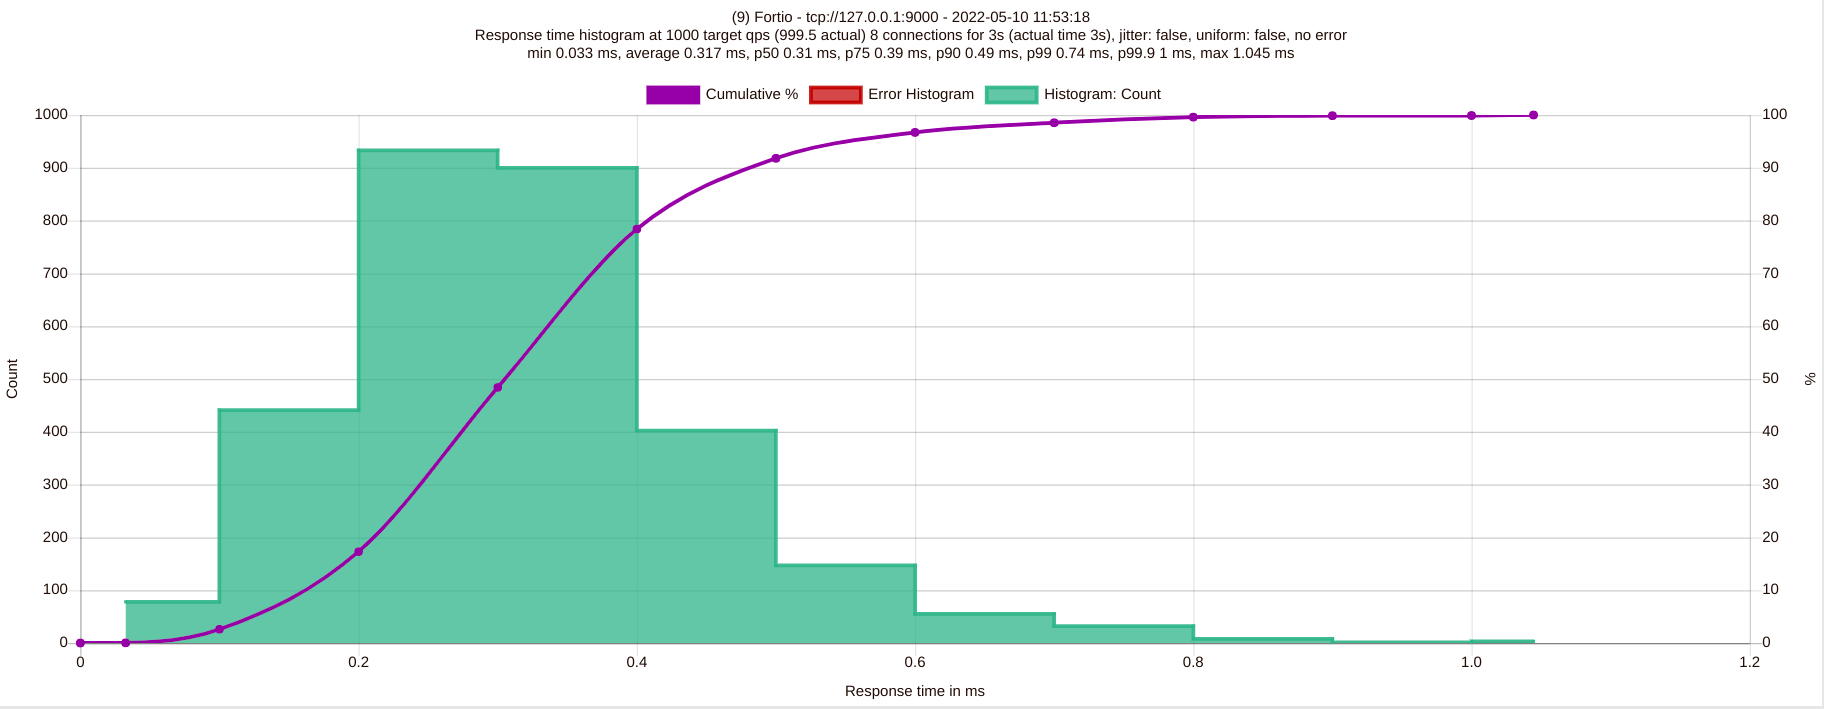 (9) Fortio - tcp://127.0.0.1:9000 - 2022-05-10 11:53:18
Response time histogram at 1000 target qps (999.5 actual) 8 connections for 3s (actual time 3s), jitter: false, uniform: false, no error
min 0.033 ms, average 0.317 ms, p50 0.31 ms, p75 0.39 ms, p90 0.49 ms, p99 0.74 ms, p99.9 1 ms, max 1.045 ms
Cumulative % Error Histogram Histogram: Count
1000 100
900 90
800 80
700 70
600 60
500 50
400 40
300 30
200 20
100 10
0 0
Count
%
0 0.2 0.4 0.6 0.8 1.0 1.2
Response time in ms